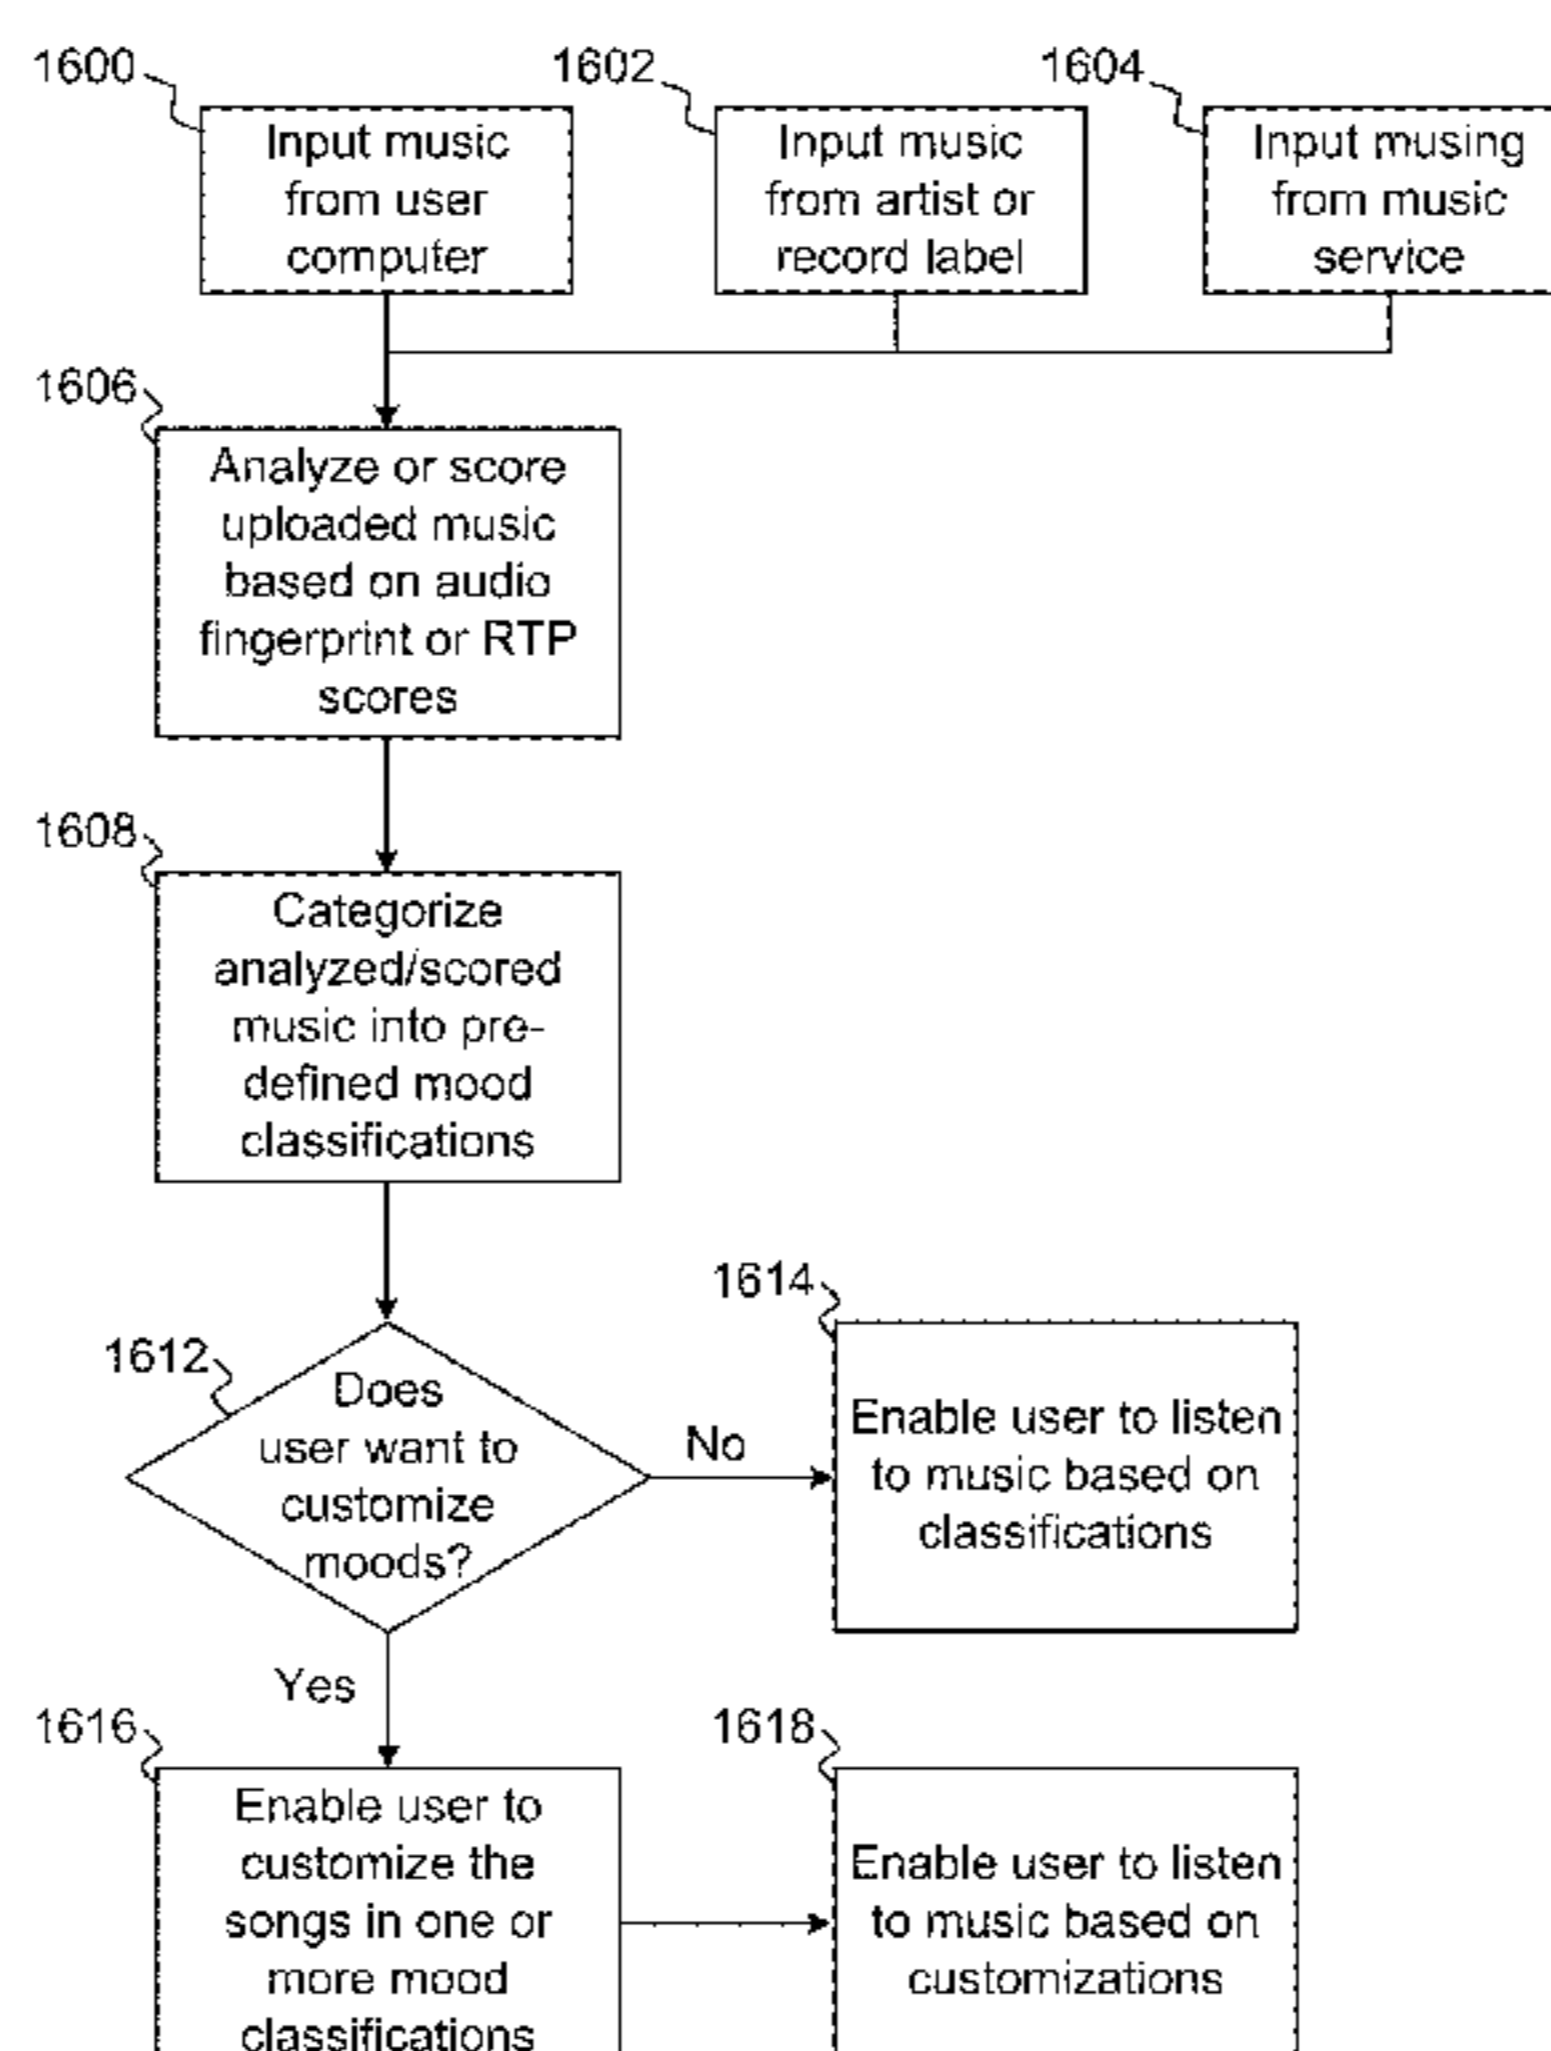 1600
Input music
from user
computer
1602
Input music
from artist or
record label
1604
Input musing
from music
service
1606
Analyze or score
uploaded music
based on audio
fingerprint or RTP
scores
1608
Categorize
analyzed/scored
music into pre-
defined mood
classifications
1612
Does
user want to
customize
moods?
No
1614
Enable user to listen
to music based on
classifications
Yes
1616
Enable user to
customize the
songs in one or
more mood
classifications
1618
Enable user to listen
to music based on
customizations